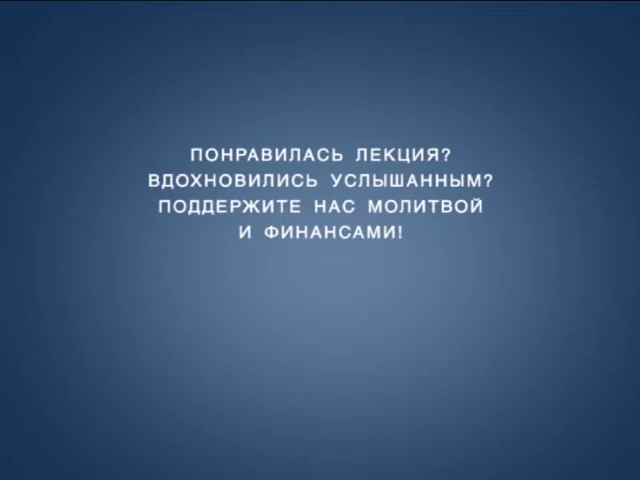 ПОНРАВИЛАСЬ ЛЕКЦИЯ?
ВДОХНОВИЛИСЬ УСЛЫШАННЫМ?
ПОДДЕРЖИТЕ НАС МОЛИТВОЙ
И ФИНАНСАМИ!